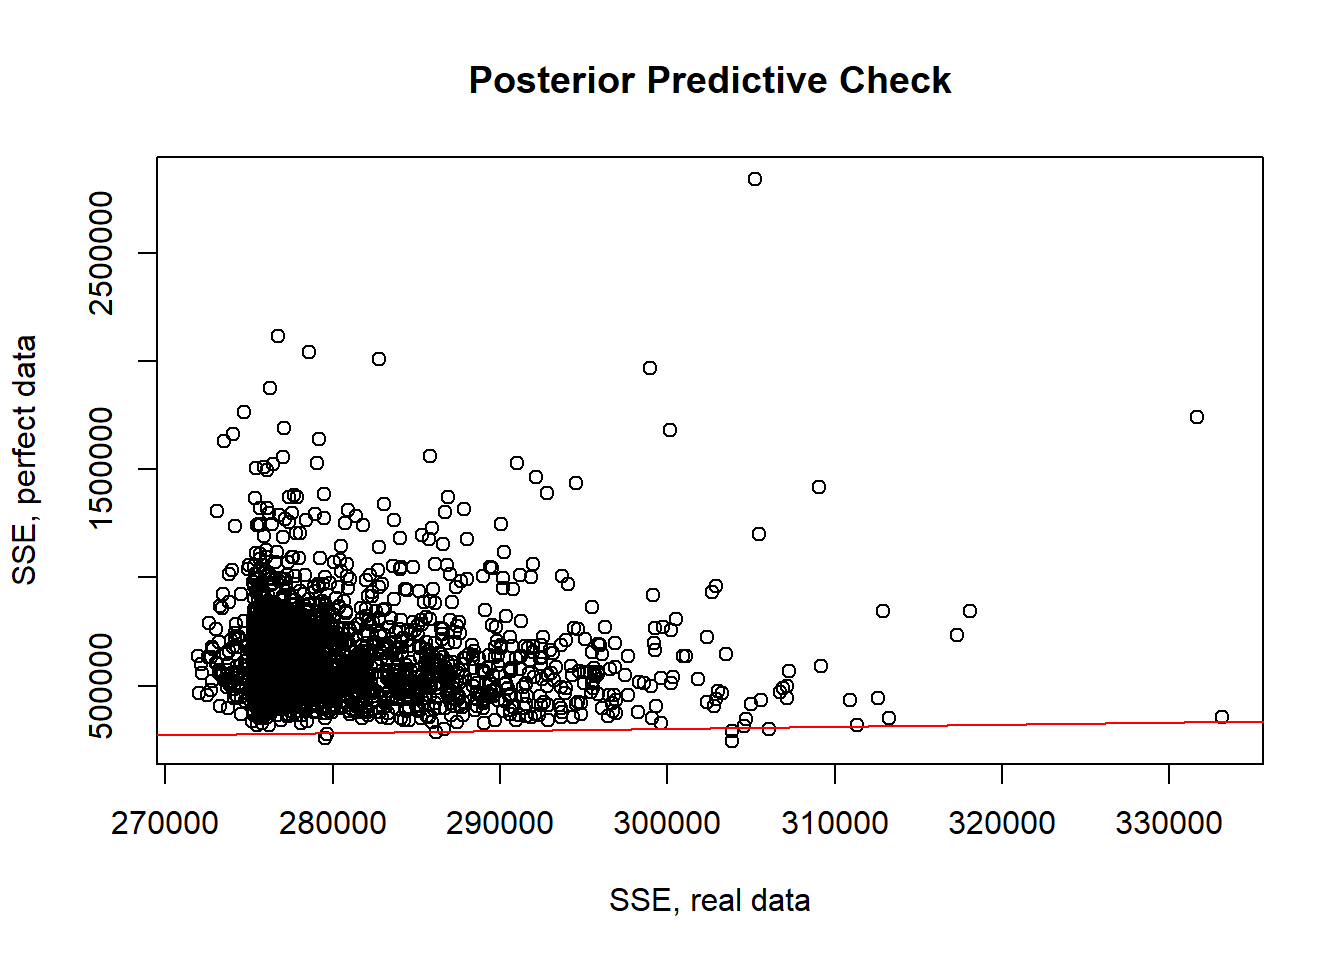 Posterior Predictive Check
SSE, perfect data
2500000
1500000
500000
270000 280000 290000 300000 310000 320000 330000
SSE, real data